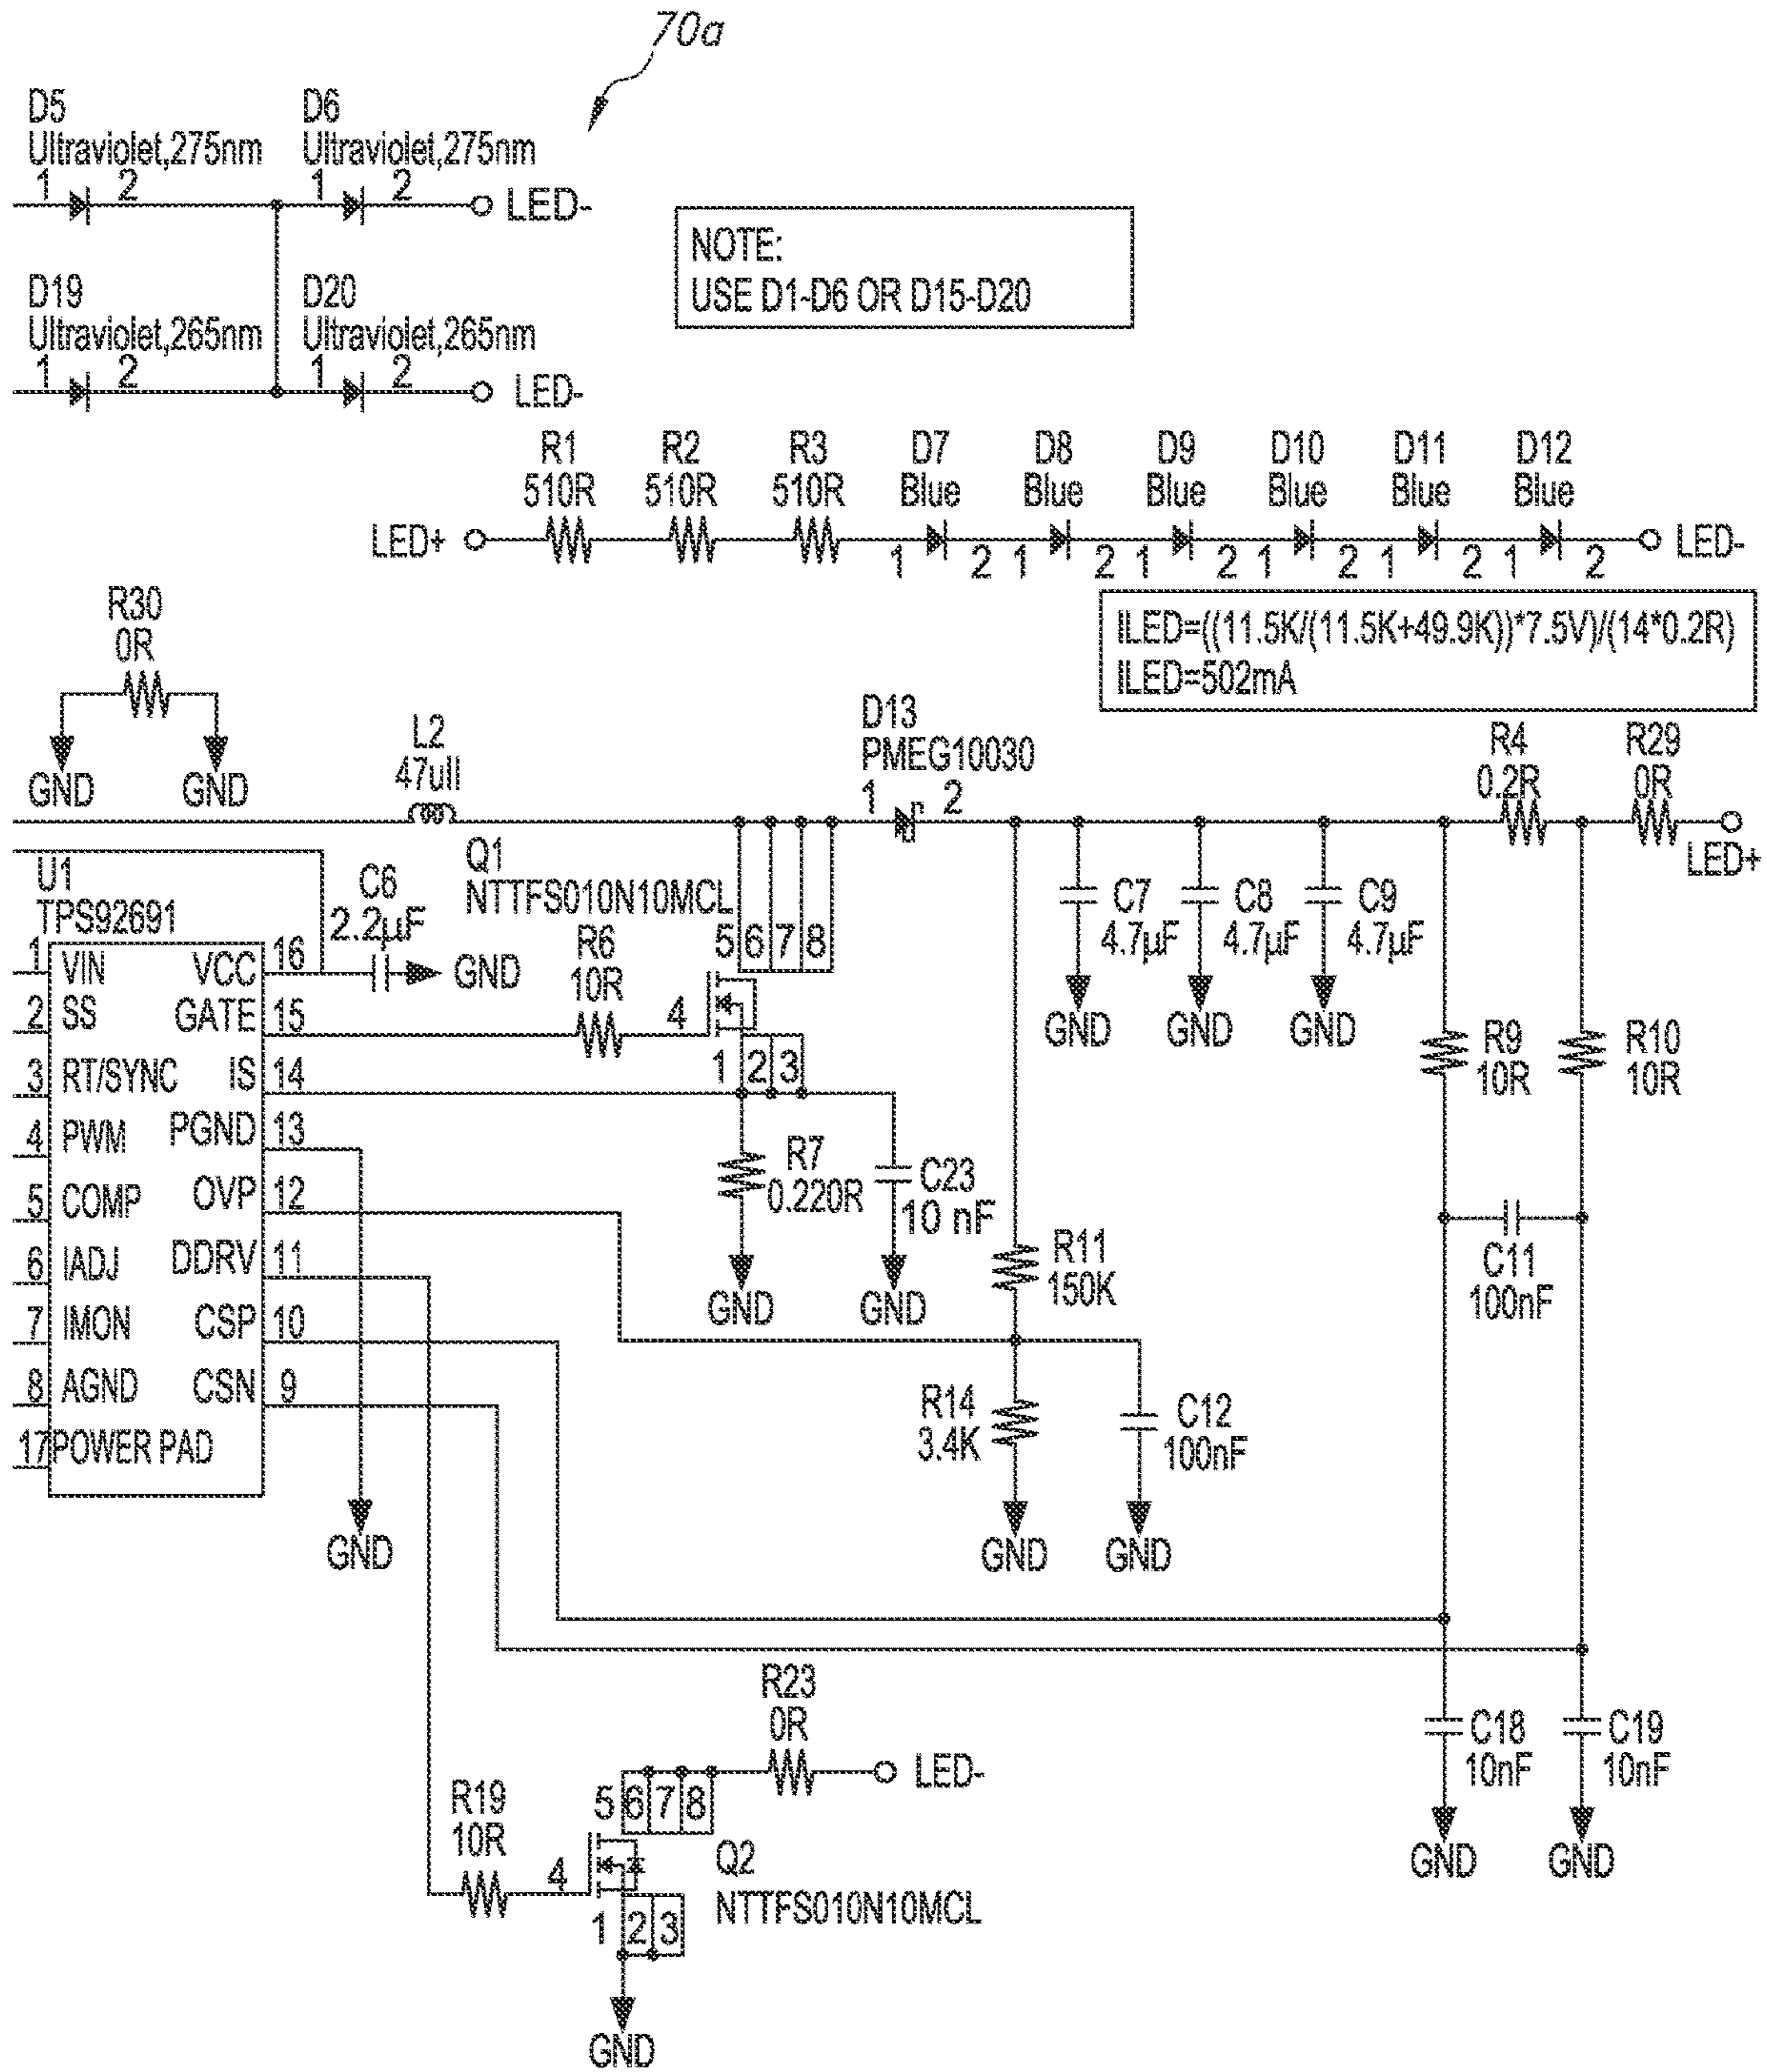 70a
D5
Ultraviolet,275nm
1 2
D6
Ultraviolet,275nm
1 2
LED-
NOTE:
USE D1-D6 OR D15-D20
D19
Ultraviolet,265nm
1 2
D20
Ultraviolet,265nm
1 2
LED-
R1
510R
R2
510R
R3
510R
D7
Blue
D8
Blue
D9
Blue
D10
Blue
D11
Blue
D12
Blue
LED+
1 2 1 2 1 2 1 2 1 2 1 2
LED-
ILED=((11.5K/(11.5K+49.9K))*7.5V)/(14*0.2R)
ILED=502mA
R30
0R
GND
GND
L2
47ull
D13
PMEG10030
1 2
R4
0.2R
R29
0R
LED+
U1
TPS92691
C6
2.2µF
GND
Q1
NTTFS010N10MCL
5 6 7 8
R6
10R
4
1 2 3
C7
4.7µF
GND
C8
4.7µF
GND
C9
4.7µF
GND
R9
10R
R10
10R
1 VIN VCC 16
2 SS GATE 15
3 RT/SYNC IS 14
4 PWM PGND 13
5 COMP OVP 12
6 IADJ DDRV 11
7 IMON CSP 10
8 AGND CSN 9
17 POWER PAD
GND
R7
0.220R
GND
C23
10 nF
GND
R11
150K
C11
100nF
R14
3.4K
GND
C12
100nF
GND
R23
0R
LED-
R19
10R
5 6 7 8
4
1 2 3
Q2
NTTFS010N10MCL
GND
C18
10nF
GND
C19
10nF
GND